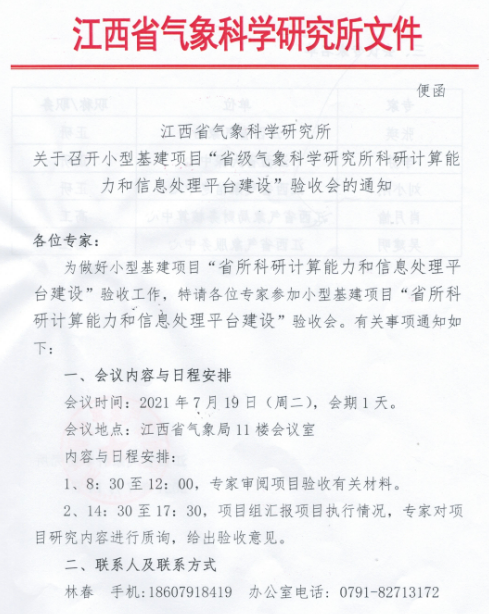 江西省气象科学研究所文件
便函
江西省气象科学研究所
关于召开小型基建项目“省级气象科学研究所科研计算能
力和信息处理平台建设”验收会的通知
各位专家：
为做好小型基建项目“省所科研计算能力和信息处理平
台建设”验收工作，特请各位专家参加小型基建项目“省所科
研计算能力和信息处理平台建设”验收会。有关事项通知如
下：
一、会议内容与日程安排
会议时间：2021 年 7 月 19 日（周二），会期 1 天。
会议地点：江西省气象局 11 楼会议室
内容与日程安排：
1、8：30 至 12：00，专家审阅项目验收有关材料。
2、14：30 至 17：30，项目组汇报项目执行情况，专家对项
目研究内容进行质询，给出验收意见。
二、联系人及联系方式
林春 手机:18607918419 办公室电话：0791-82713172